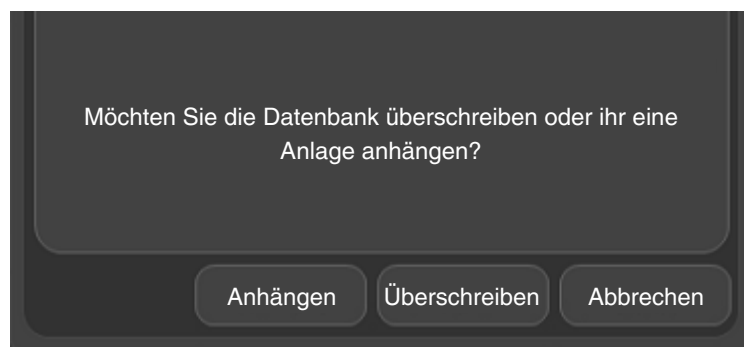 Möchten Sie die Datenbank überschreiben oder ihr eine
Anlage anhängen?
Anhängen Überschreiben Abbrechen